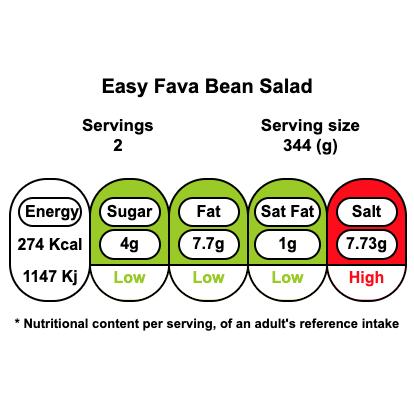 Easy Fava Bean Salad
Servings
2
Serving size
344 (g)
Energy Sugar Fat Sat Fat Salt
274 Kcal 4g 7.7g 1g 7.73g
1147 Kj Low Low Low High
* Nutritional content per serving, of an adult's reference intake